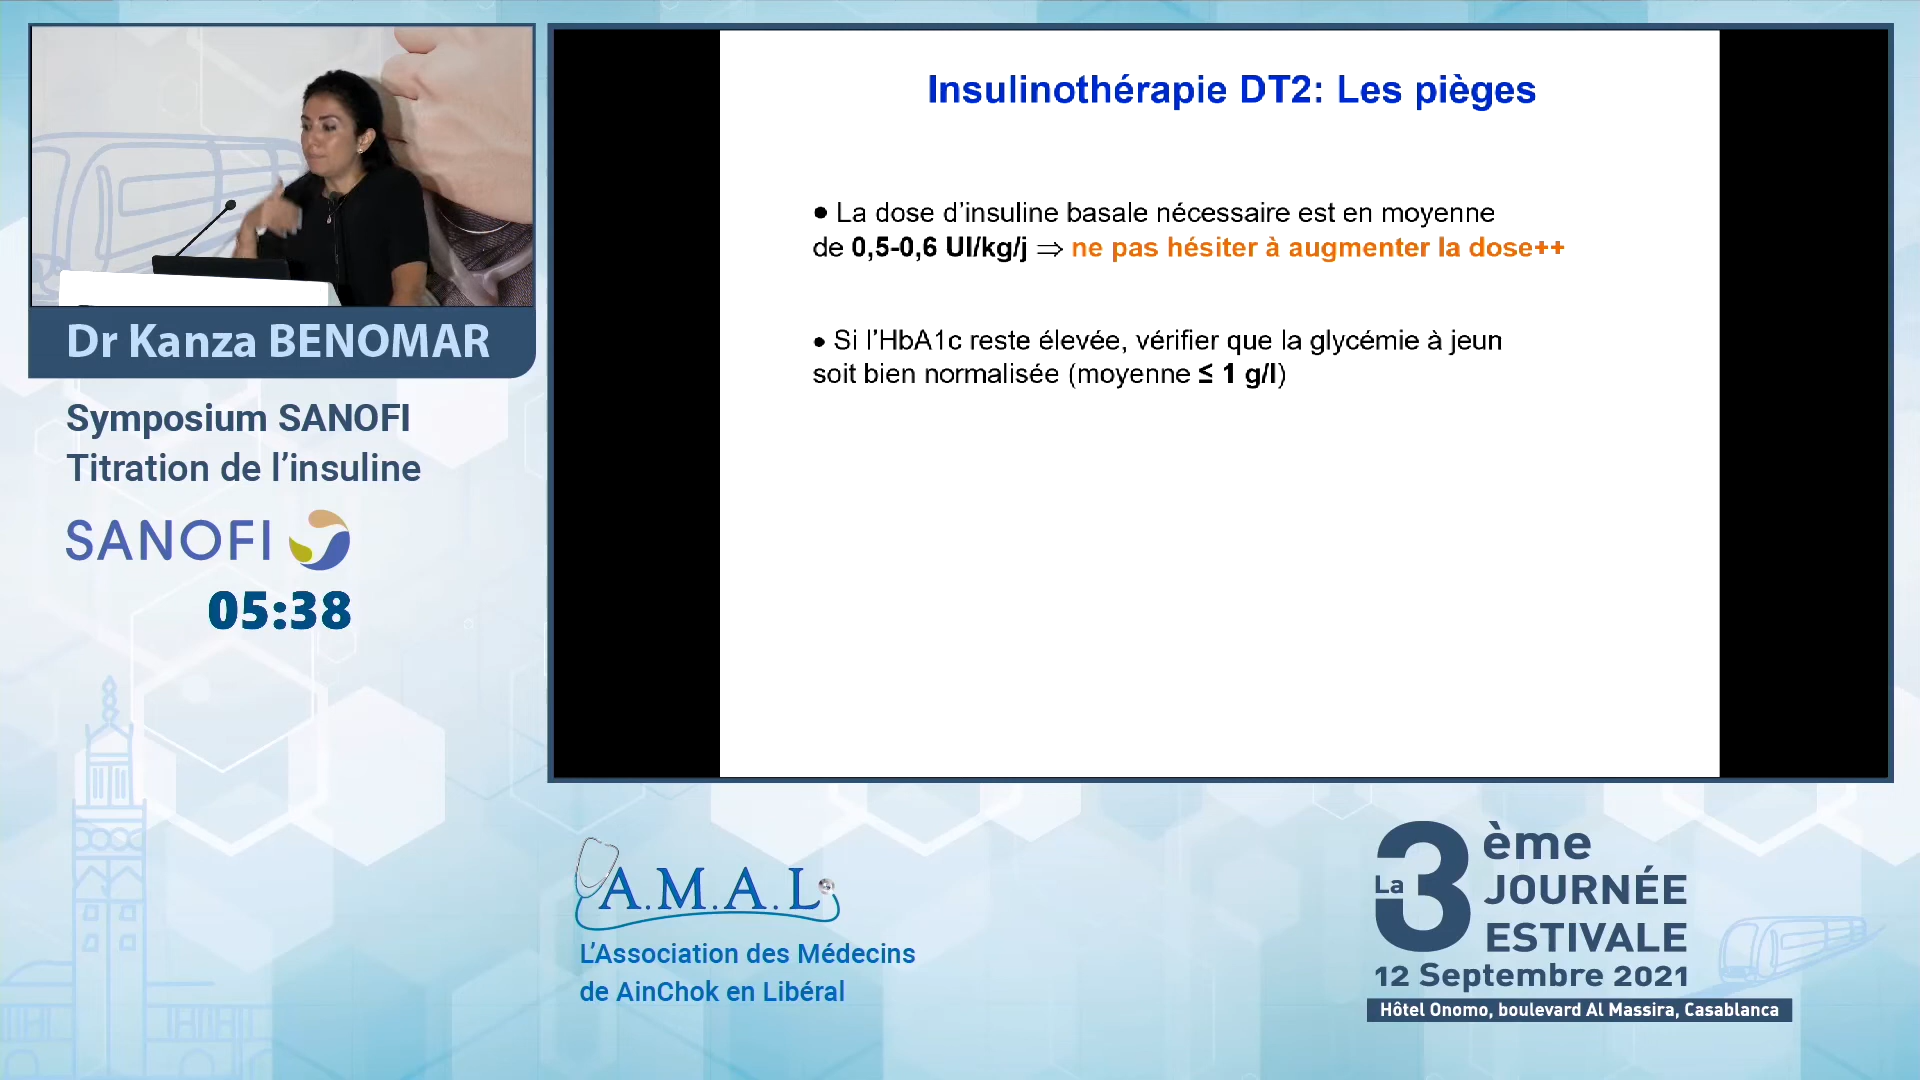 Dr Kanza BENOMAR
Symposium SANOFI
Titration de l'insuline
SANOFI
05:38
Insulinothérapie DT2: Les pièges
● La dose d'insuline basale nécessaire est en moyenne
de 0,5-0,6 UI/kg/j ⇒ ne pas hésiter à augmenter la dose++
● Si l'HbA1c reste élevée, vérifier que la glycémie à jeun
soit bien normalisée (moyenne ≤ 1 g/l)
A.M.A.L
L'Association des Médecins
de AinChok en Libéral
La 3ème
JOURNÉE
ESTIVALE
12 Septembre 2021
Hôtel Onomo, boulevard Al Massira, Casablanca